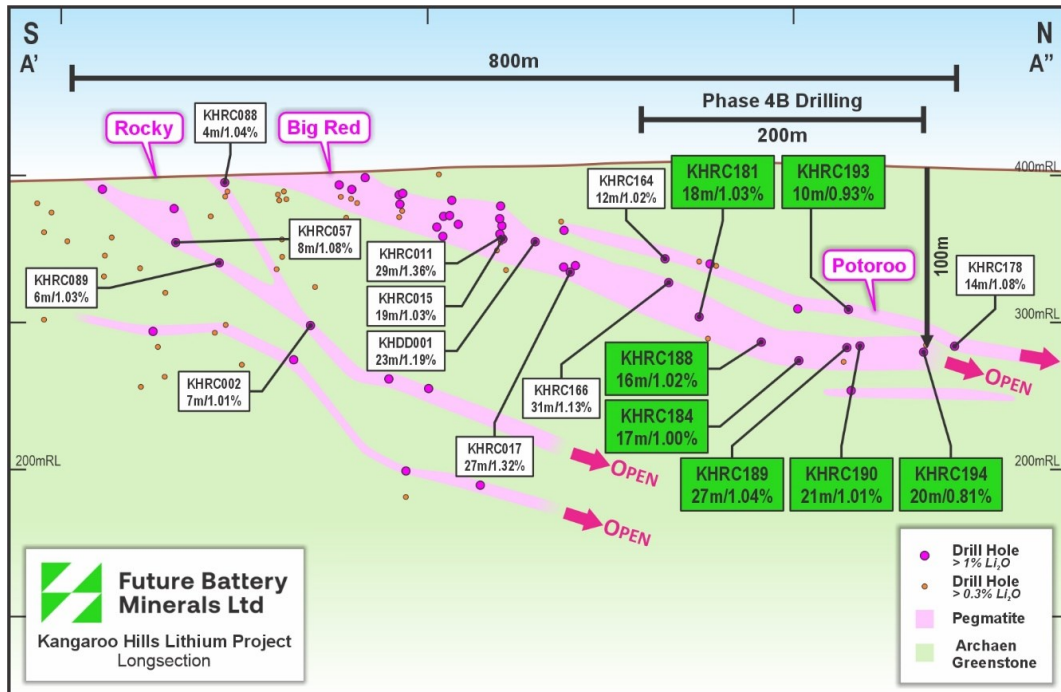 S
A’
N
A”
800m
Phase 4B Drilling
200m
Rocky
KHRC088
4m/1.04%
Big Red
KHRC181
18m/1.03%
KHRC193
10m/0.93%
400mRL
KHRC164
12m/1.02%
KHRC057
8m/1.08%
KHRC011
29m/1.36%
KHRC089
6m/1.03%
KHRC015
19m/1.03%
KHDD001
23m/1.19%
Potoroo
100m
KHRC178
14m/1.08%
300mRL
KHRC002
7m/1.01%
KHRC188
16m/1.02%
KHRC166
31m/1.13%
KHRC184
17m/1.00%
OPEN
KHRC017
27m/1.32%
KHRC189
27m/1.04%
KHRC190
21m/1.01%
KHRC194
20m/0.81%
200mRL
200mRL
OPEN
OPEN
Future Battery
Minerals Ltd
Kangaroo Hills Lithium Project
Longsection
Drill Hole
> 1% Li₂O
Drill Hole
> 0.3% Li₂O
Pegmatite
Archaen
Greenstone